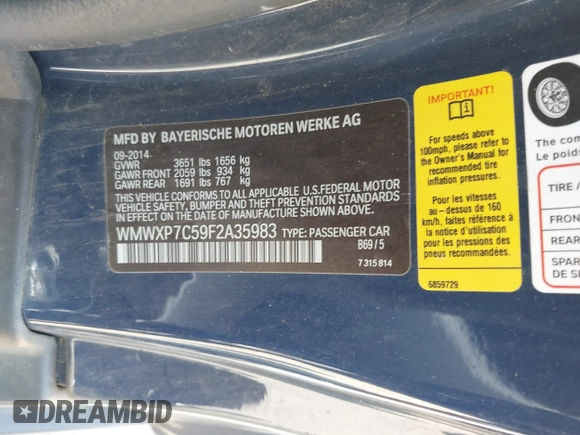 MFD BY BAYERISCHE MOTOREN WERKE AG
09-2014
GVWR 3651 lbs 1656 kg
GAWR FRONT 2059 lbs 934 kg
GAWR REAR 1691 lbs 767 kg
THIS VEHICLE CONFORMS TO ALL APPLICABLE U.S. FEDERAL MOTOR
VEHICLE SAFETY, BUMPER AND THEFT PREVENTION STANDARDS
IN EFFECT ON THE DATE OF MANUFACTURE SHOWN ABOVE.
WMWXP7C59F2A35983 TYPE: PASSENGER CAR
B69 / 5
7 315 814
IMPORTANT!
i
For speeds above
100mph, please refer to
the Owner's Manual for
recommended tire
inflation pressures.
Pour les vitesses
au - dessus de 160
km/h, faites référence à
la notice d'utilisation
pour les pressions de
gonflage recommandées
6859729
The com
Le poids
TIRE /
FRON
REAR
SPAR
DE S
DREAMBID